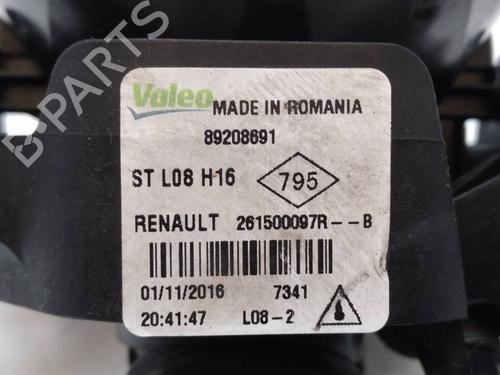 Valeo MADE IN ROMANIA
89208691
ST L08 H16 795
RENAULT 261500097R--B
01/11/2016 7341
20:41:47 L08-2
B-PARTS